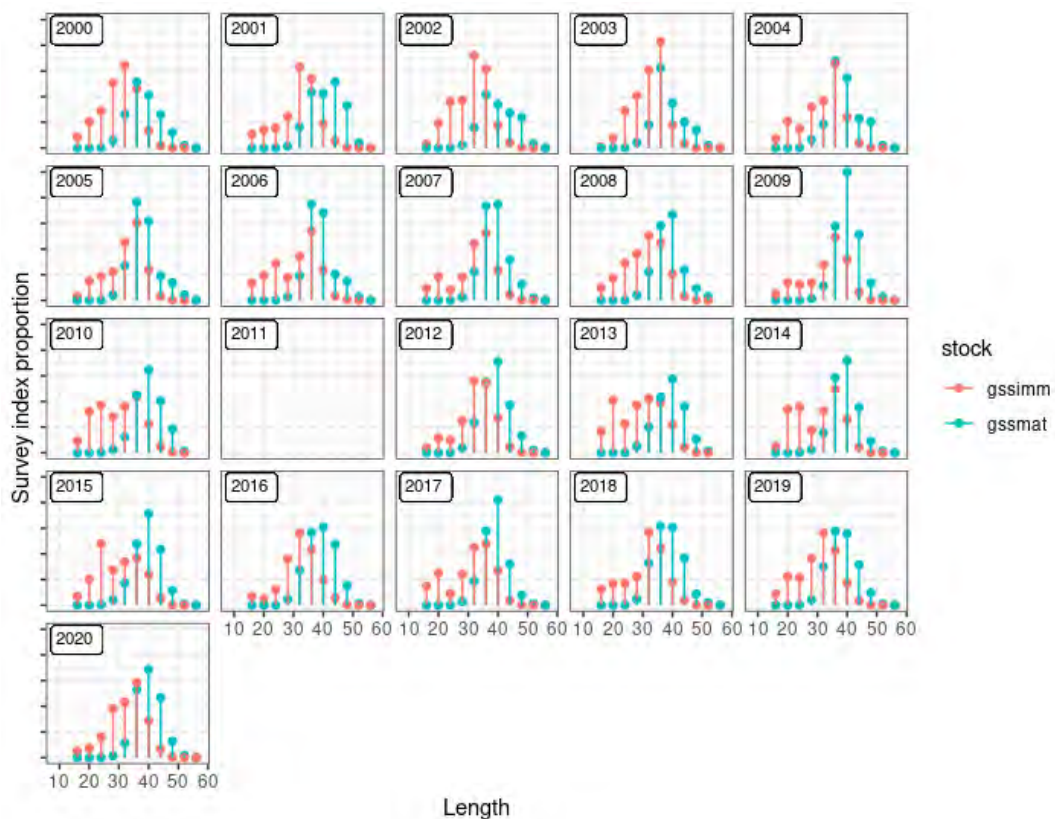 2000 2001 2002 2003 2004
2005 2006 2007 2008 2009
2010 2011 2012 2013 2014
2015 2016 2017 2018 2019
10 20 30 40 50 60 10 20 30 40 50 60 10 20 30 40 50 60 10 20 30 40 50 60
2020
10 20 30 40 50 60
Length
Survey index proportion
stock
gssimm
gssmat